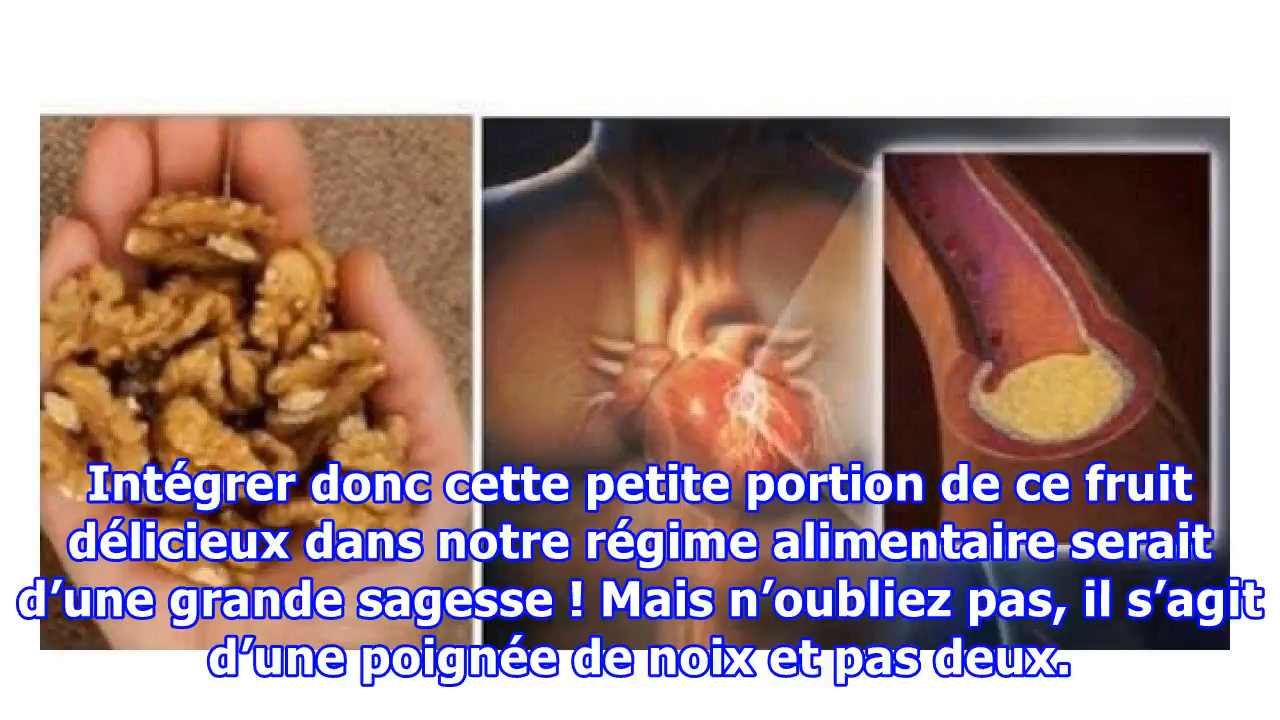 Intégrer donc cette petite portion de ce fruit
délicieux dans notre régime alimentaire serait
d’une grande sagesse ! Mais n’oubliez pas, il s’agit
d’une poignée de noix et pas deux.